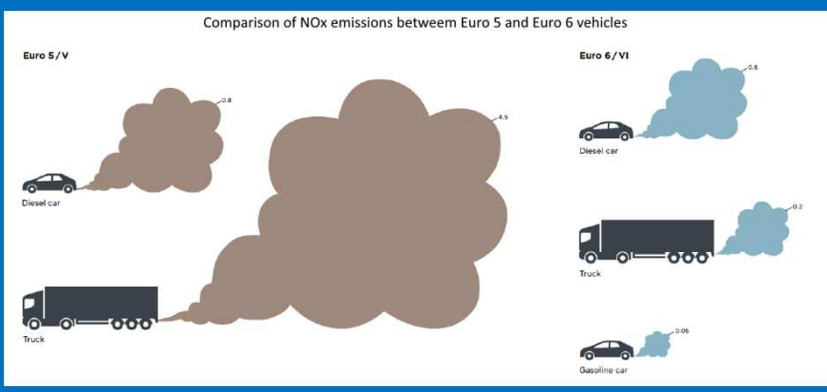 Comparison of NOx emissions betweem Euro 5 and Euro 6 vehicles
Euro 5/V
0.8
Diesel car
4.5
Truck
Euro 6/VI
0.5
Diesel car
0.2
Truck
0.05
Gasoline car